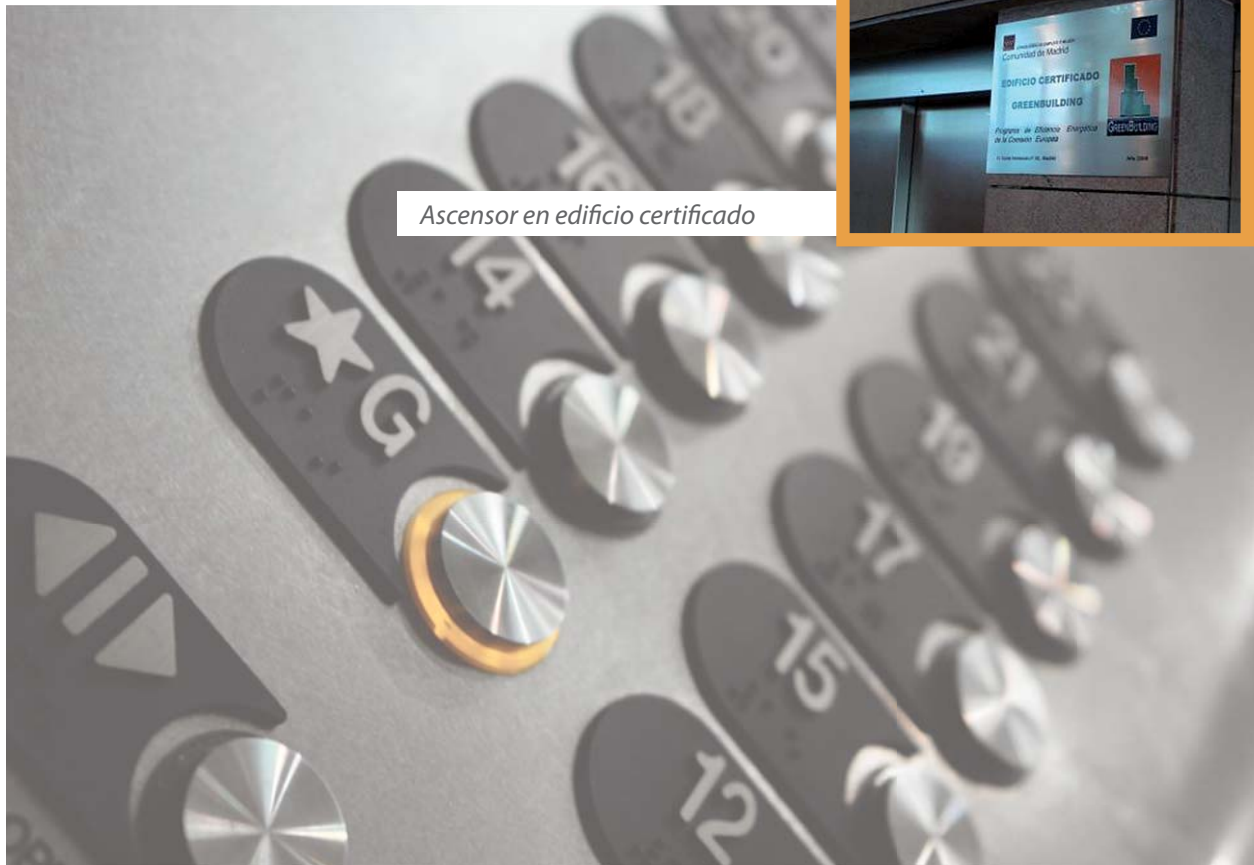 Comunidad de Madrid
EDIFICIO CERTIFICADO
GREENBUILDING
Programa de Eficiencia Energética
de la Comisión Europea
GREENBUILDING
Ascensor en edificio certificado
20
18
16
14
G
21
19
17
15
12